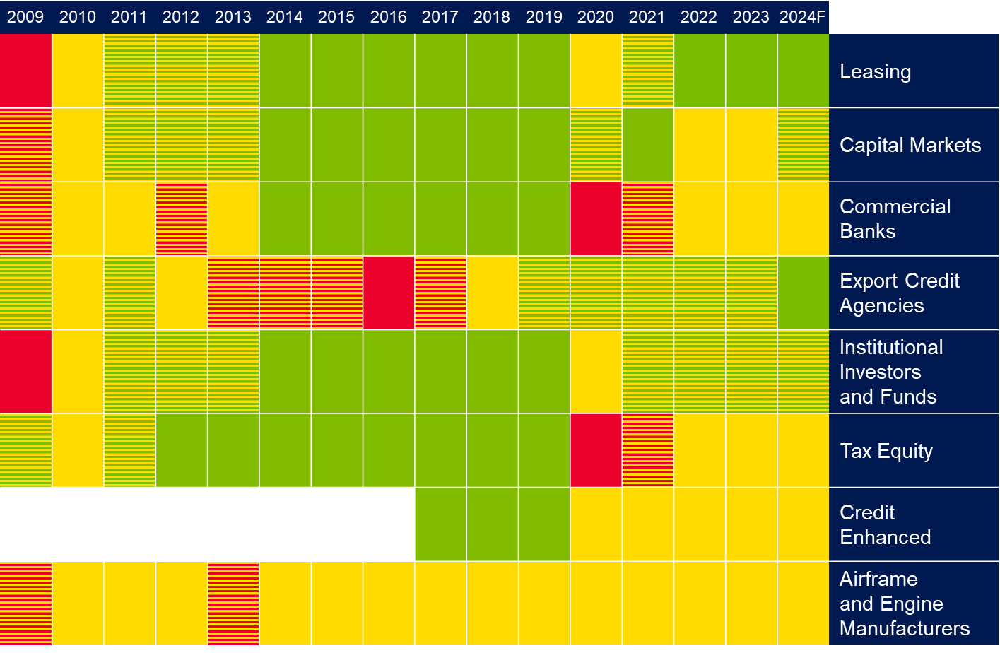 2009 2010 2011 2012 2013 2014 2015 2016 2017 2018 2019 2020 2021 2022 2023 2024F
Leasing
Capital Markets
Commercial
Banks
Export Credit
Agencies
Institutional
Investors
and Funds
Tax Equity
Credit
Enhanced
Airframe
and Engine
Manufacturers